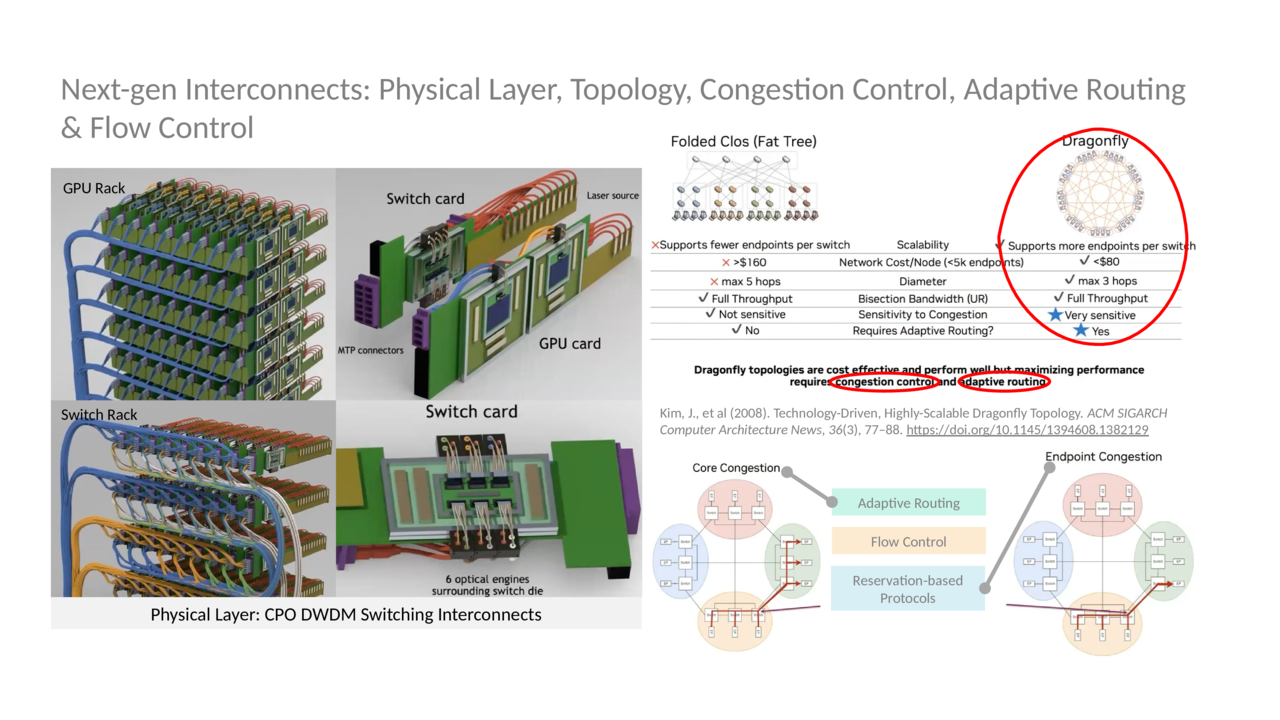 Next-gen Interconnects: Physical Layer, Topology, Congestion Control, Adaptive Routing
& Flow Control
GPU Rack
Switch card
Laser source
MTP connectors
GPU card
Switch Rack
Switch card
6 optical engines
surrounding switch die
Physical Layer: CPO DWDM Switching Interconnects
Folded Clos (Fat Tree)
Dragonfly
✕Supports fewer endpoints per switch Scalability ✓ Supports more endpoints per switch
✕ >$160 Network Cost/Node (<5k endpoints) ✓ <$80
✕ max 5 hops Diameter ✓ max 3 hops
✓ Full Throughput Bisection Bandwidth (UR) ✓ Full Throughput
✓ Not sensitive Sensitivity to Congestion ★ Very sensitive
✓ No Requires Adaptive Routing? ★ Yes
Dragonfly topologies are cost effective and perform well but maximizing performance
requires congestion control and adaptive routing.
Kim, J., et al (2008). Technology-Driven, Highly-Scalable Dragonfly Topology. ACM SIGARCH
Computer Architecture News, 36(3), 77–88. https://doi.org/10.1145/1394608.1382129
Core Congestion
Endpoint Congestion
Adaptive Routing
Flow Control
Reservation-based
Protocols